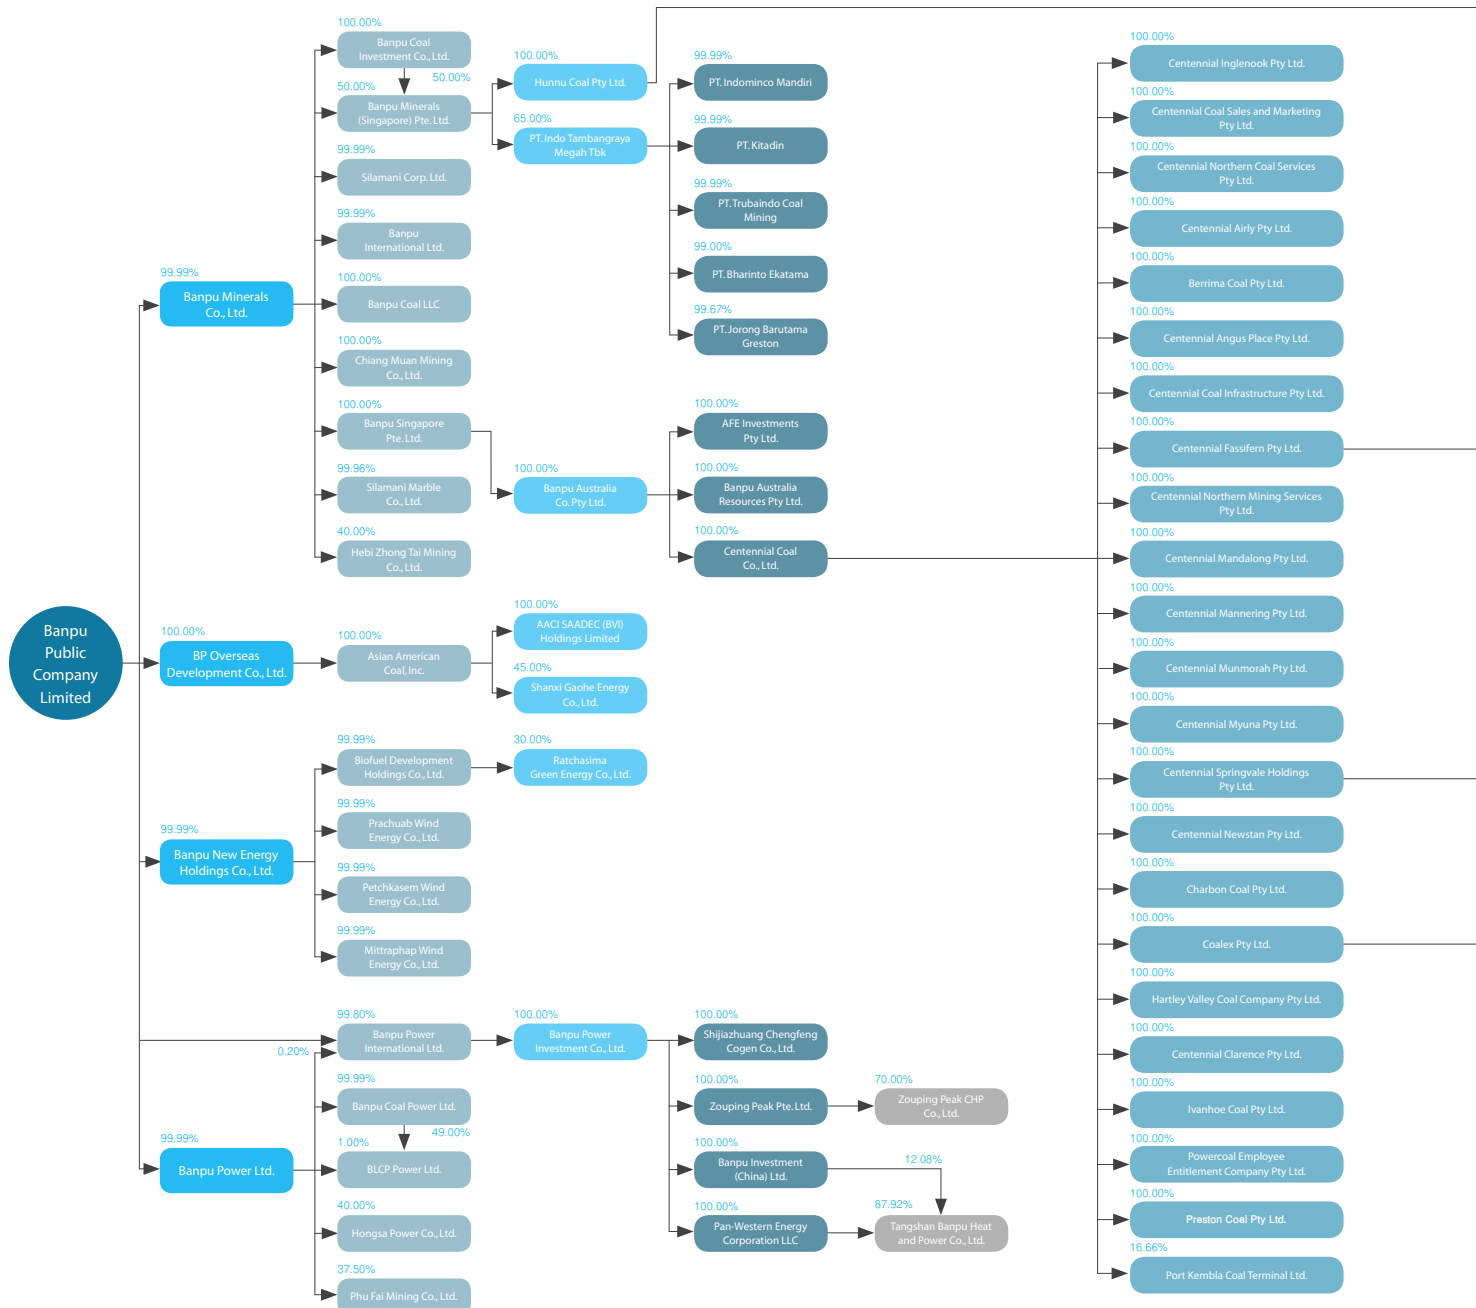 Banpu
Public
Company
Limited
99.99%
Banpu Minerals
Co., Ltd.
100.00%
BP Overseas
Development Co., Ltd.
99.99%
Banpu New Energy
Holdings Co., Ltd.
99.99%
Banpu Power Ltd.
100.00%
Banpu Coal
Investment Co., Ltd.
50.00%
50.00%
Banpu Minerals
(Singapore) Pte. Ltd.
99.99%
Silamani Corp. Ltd.
99.99%
Banpu
International Ltd.
100.00%
Banpu Coal LLC
100.00%
Chiang Muan Mining
Co., Ltd.
100.00%
Banpu Singapore
Pte. Ltd.
99.96%
Silamani Marble
Co., Ltd.
40.00%
Hebi Zhong Tai Mining
Co., Ltd.
100.00%
Asian American
Coal, Inc.
99.99%
Biofuel Development
Holdings Co., Ltd.
99.99%
Prachuab Wind
Energy Co., Ltd.
99.99%
Petchkasem Wind
Energy Co., Ltd.
99.99%
Mittraphap Wind
Energy Co., Ltd.
99.80%
Banpu Power
International Ltd.
0.20%
99.99%
Banpu Coal Power Ltd.
49.00%
1.00%
BLCP Power Ltd.
40.00%
Hongsa Power Co., Ltd.
37.50%
Phu Fai Mining Co., Ltd.
100.00%
Hunnu Coal Pty Ltd.
65.00%
PT. Indo Tambangraya
Megah Tbk
100.00%
Banpu Australia
Co. Pty Ltd.
100.00%
AACI SAADEC (BVI)
Holdings Limited
45.00%
Shanxi Gaohe Energy
Co., Ltd.
30.00%
Ratchasima
Green Energy Co., Ltd.
100.00%
Banpu Power
Investment Co., Ltd.
99.99%
PT. Indominco Mandiri
99.99%
PT. Kitadin
99.99%
PT. Trubaindo Coal
Mining
99.00%
PT. Bharinto Ekatama
99.67%
PT. Jorong Barutama
Greston
100.00%
AFE Investments
Pty Ltd.
100.00%
Banpu Australia
Resources Pty Ltd.
100.00%
Centennial Coal
Co., Ltd.
100.00%
Shijiazhuang Chengfeng
Cogen Co., Ltd.
100.00%
Zouping Peak Pte. Ltd.
100.00%
Banpu Investment
(China) Ltd.
100.00%
Pan-Western Energy
Corporation LLC
70.00%
Zouping Peak CHP
Co., Ltd.
12.08%
87.92%
Tangshan Banpu Heat
and Power Co., Ltd.
100.00%
Centennial Inglenook Pty Ltd.
100.00%
Centennial Coal Sales and Marketing
Pty Ltd.
100.00%
Centennial Northern Coal Services
Pty Ltd.
100.00%
Centennial Airly Pty Ltd.
100.00%
Berrima Coal Pty Ltd.
100.00%
Centennial Angus Place Pty Ltd.
100.00%
Centennial Coal Infrastructure Pty Ltd.
100.00%
Centennial Fassifern Pty Ltd.
100.00%
Centennial Northern Mining Services
Pty Ltd.
100.00%
Centennial Mandalong Pty Ltd.
100.00%
Centennial Mannering Pty Ltd.
100.00%
Centennial Munmorah Pty Ltd.
100.00%
Centennial Myuna Pty Ltd.
100.00%
Centennial Springvale Holdings
Pty Ltd.
100.00%
Centennial Newstan Pty Ltd.
100.00%
Charbon Coal Pty Ltd.
100.00%
Coalex Pty Ltd.
100.00%
Hartley Valley Coal Company Pty Ltd.
100.00%
Centennial Clarence Pty Ltd.
100.00%
Ivanhoe Coal Pty Ltd.
100.00%
Powercoal Employee
Entitlement Company Pty Ltd.
100.00%
Preston Coal Pty Ltd.
16.66%
Port Kembla Coal Terminal Ltd.